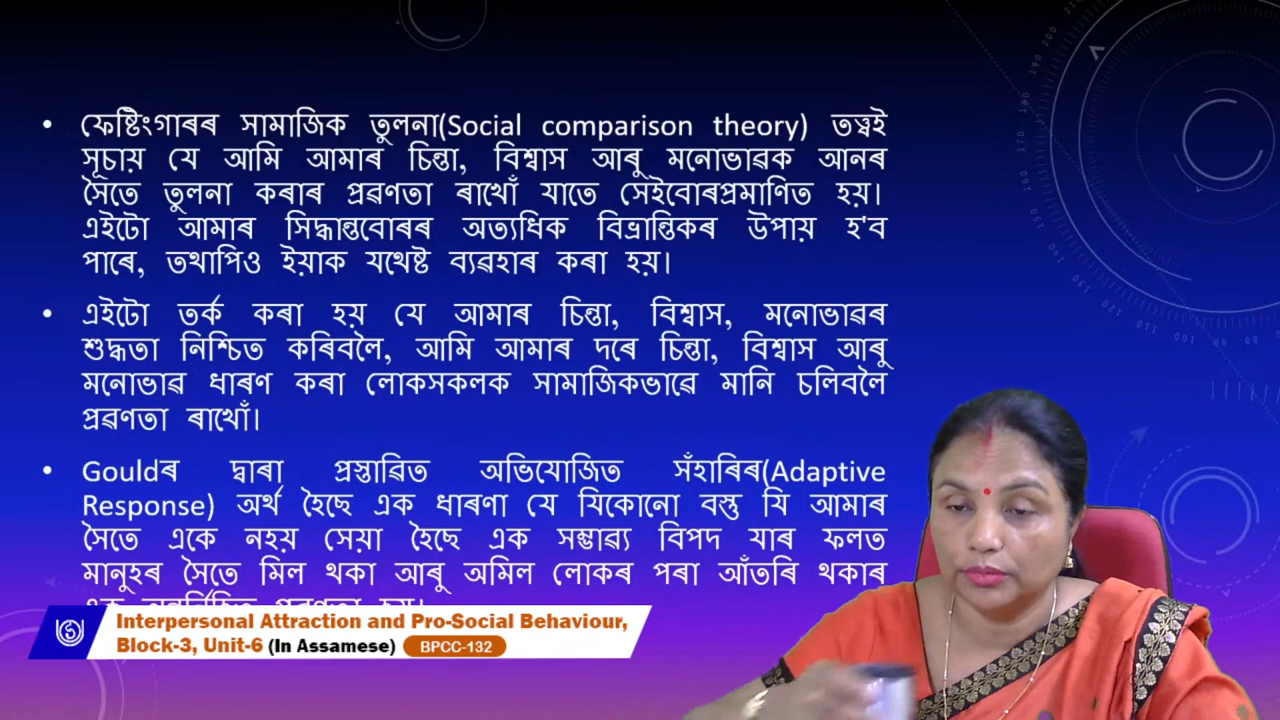 • ফেষ্টিংগাৰৰ সামাজিক তুলনা(Social comparison theory) তত্ত্বই
সূচায় যে আমি আমাৰ চিন্তা, বিশ্বাস আৰু মনোভাৱক আনৰ
সৈতে তুলনা কৰাৰ প্ৰৱণতা ৰাখোঁ যাতে সেইবোৰপ্ৰমাণিত হয়।
এইটো আমাৰ সিদ্ধান্তবোৰৰ অত্যধিক বিভ্ৰান্তিকৰ উপায় হ'ব
পাৰে, তথাপিও ইয়াক যথেষ্ট ব্যৱহাৰ কৰা হয়।
• এইটো তৰ্ক কৰা হয় যে আমাৰ চিন্তা, বিশ্বাস, মনোভাৱৰ
শুদ্ধতা নিশ্চিত কৰিবলৈ, আমি আমাৰ দৰে চিন্তা, বিশ্বাস আৰু
মনোভাৱ ধাৰণ কৰা লোকসকলক সামাজিকভাৱে মানি চলিবলৈ
প্ৰৱণতা ৰাখোঁ।
• Gouldৰ দ্বাৰা প্ৰস্তাৱিত অভিযোজিত সঁহাৰিৰ(Adaptive
Response) অৰ্থ হৈছে এক ধাৰণা যে যিকোনো বস্তু যি আমাৰ
সৈতে একে নহয় সেয়া হৈছে এক সম্ভাৱ্য বিপদ যাৰ ফলত
মানুহৰ সৈতে মিল থকা আৰু অমিল লোকৰ পৰা আঁতৰি থকাৰ
Interpersonal Attraction and Pro-Social Behaviour,
Block-3, Unit-6 (In Assamese) BPCC-132